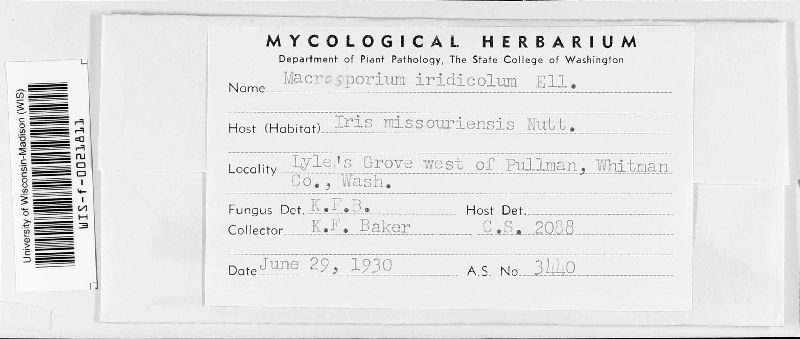 MYCOLOGICAL HERBARIUM
Department of Plant Pathology, The State College of Washington
Name Macrosporium iridicolum Ell.
Host (Habitat) Iris missouriensis Nutt.
Locality Lyle's Grove west of Pullman, Whitman
Co., Wash.
Fungus Det. K.F.B. Host Det.
Collector K.F. Baker C.S. 2088
Date June 29, 1930 A.S. No. 3440
University of Wisconsin-Madison (WIS)
WIS-f-0021811